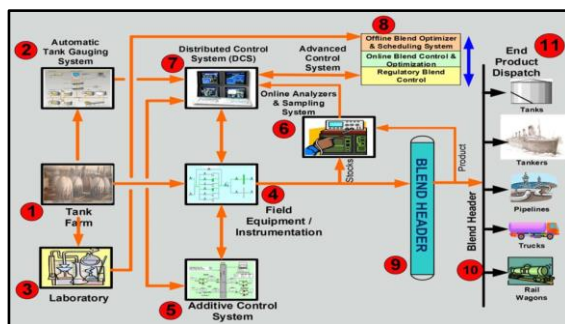 8
Offline Blend Optimizer
& Scheduling System
Online Blend Control &
Optimization
Regulatory Blend
Control
11
End
Product
Dispatch
2
Automatic
Tank Gauging
System
7
Distributed Control
System (DCS)
Advanced
Control
System
Online Analyzers
& Sampling
System
6
Tanks
Tankers
Pipelines
Trucks
Rail
Wagons
1
Tank
Farm
4
Field
Equipment /
Instrumentation
Stocks
BLEND HEADER
9
Product
Blend Header
10
3
Laboratory
5
Additive Control
System